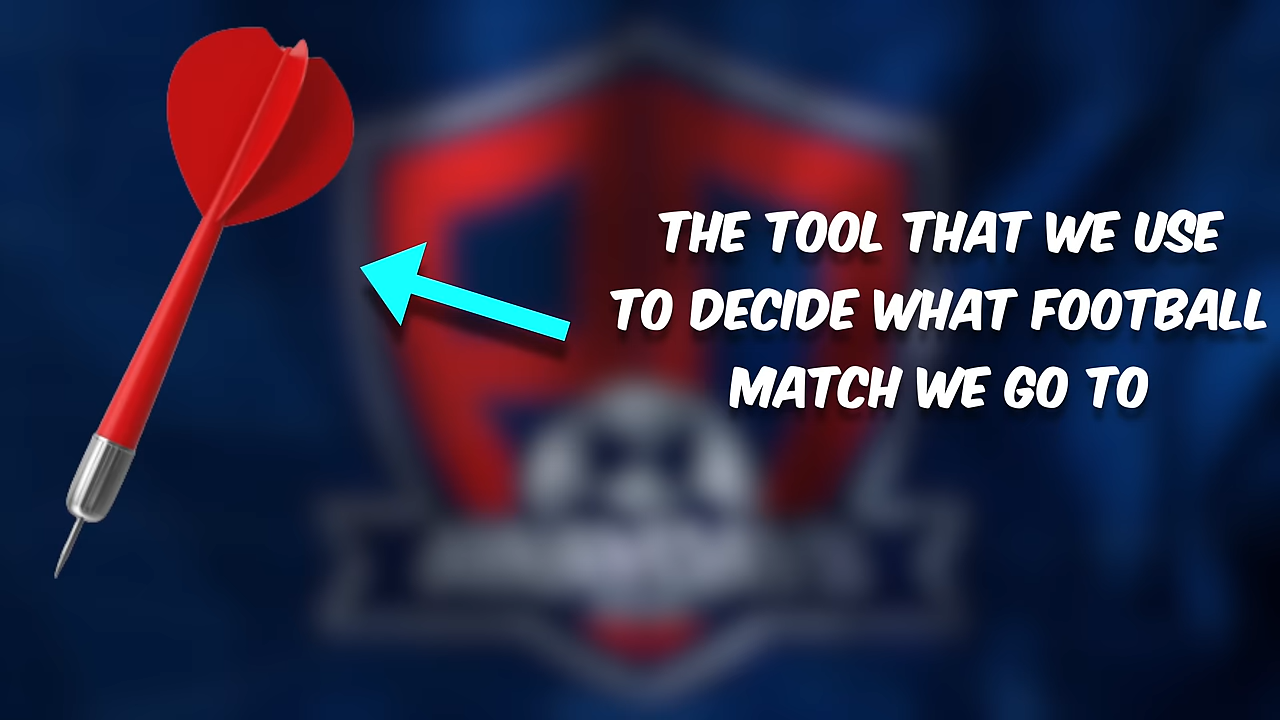 THE TOOL THAT WE USE
TO DECIDE WHAT FOOTBALL
MATCH WE GO TO